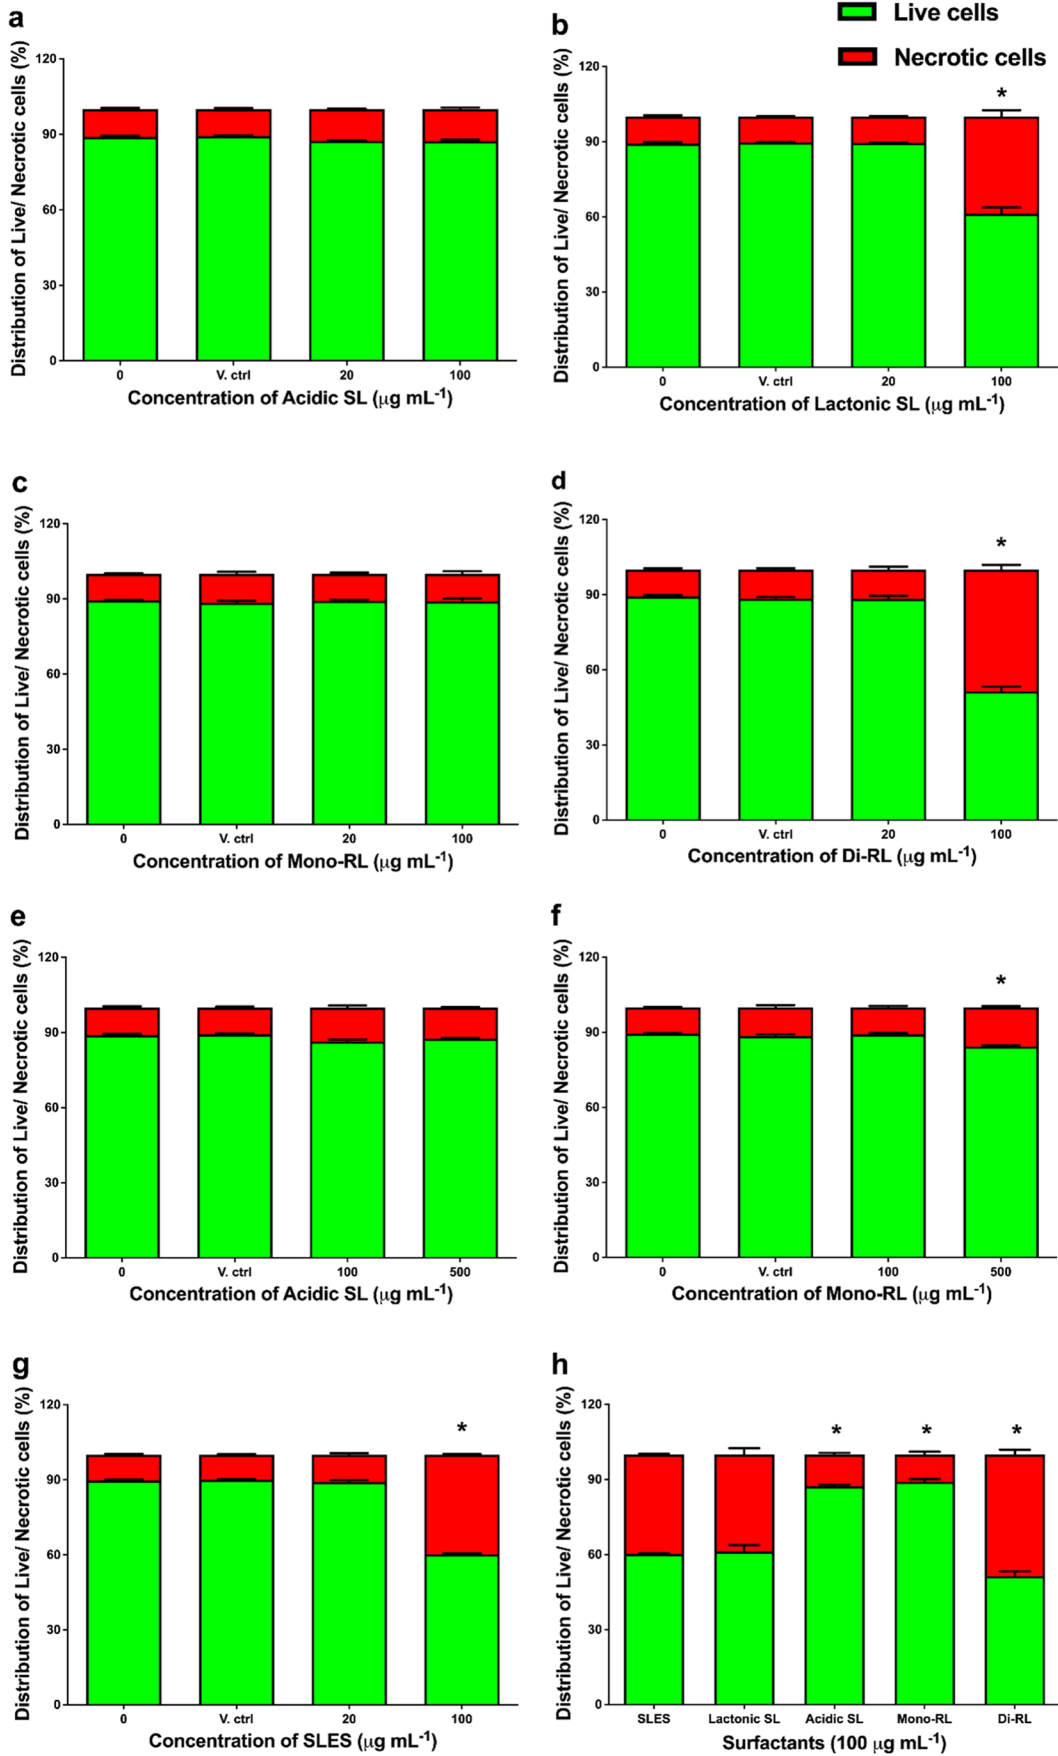 a
Distribution of Live/ Necrotic cells (%)
120
90
60
30
0
0 V. ctrl 20 100
Concentration of Acidic SL (μg mL-1)
b
Live cells
Necrotic cells
Distribution of Live/ Necrotic cells (%)
120
90
60
30
0
*
0 V. ctrl 20 100
Concentration of Lactonic SL (μg mL-1)
c
Distribution of Live/ Necrotic cells (%)
120
90
60
30
0
0 V. ctrl 20 100
Concentration of Mono-RL (μg mL-1)
d
Distribution of Live/ Necrotic cells (%)
120
90
60
30
0
*
0 V. ctrl 20 100
Concentration of Di-RL (μg mL-1)
e
Distribution of Live/ Necrotic cells (%)
120
90
60
30
0
0 V. ctrl 100 500
Concentration of Acidic SL (μg mL-1)
f
Distribution of Live/ Necrotic cells (%)
120
90
60
30
0
*
0 V. ctrl 100 500
Concentration of Mono-RL (μg mL-1)
g
Distribution of Live/ Necrotic cells (%)
120
90
60
30
0
*
0 V. ctrl 20 100
Concentration of SLES (μg mL-1)
h
Distribution of Live/ Necrotic cells (%)
120
90
60
30
0
* * *
SLES Lactonic SL Acidic SL Mono-RL Di-RL
Surfactants (100 μg mL-1)